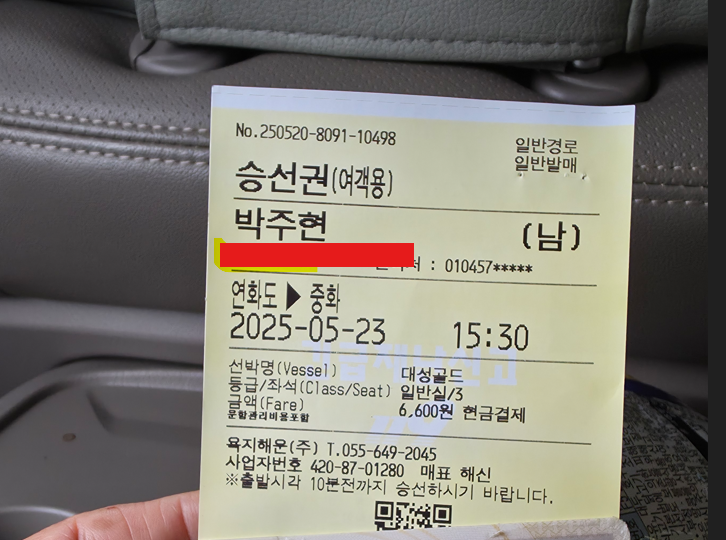 No.250520-8091-10498
일반경로
일반발매
승선권(여객용)
박주현 (남)
: 010457*****
연화도 ▶ 중화
2025-05-23 15:30
선박명(Vessel) 대성골드
등급/좌석(Class/Seat) 일반실/3
금액(Fare) 6,600원 현금결제
문화관리비용포함
욕지해운(주) T.055-649-2045
사업자번호 420-87-01280 매표 해신
※출발시각 10분전까지 승선하시기 바랍니다.